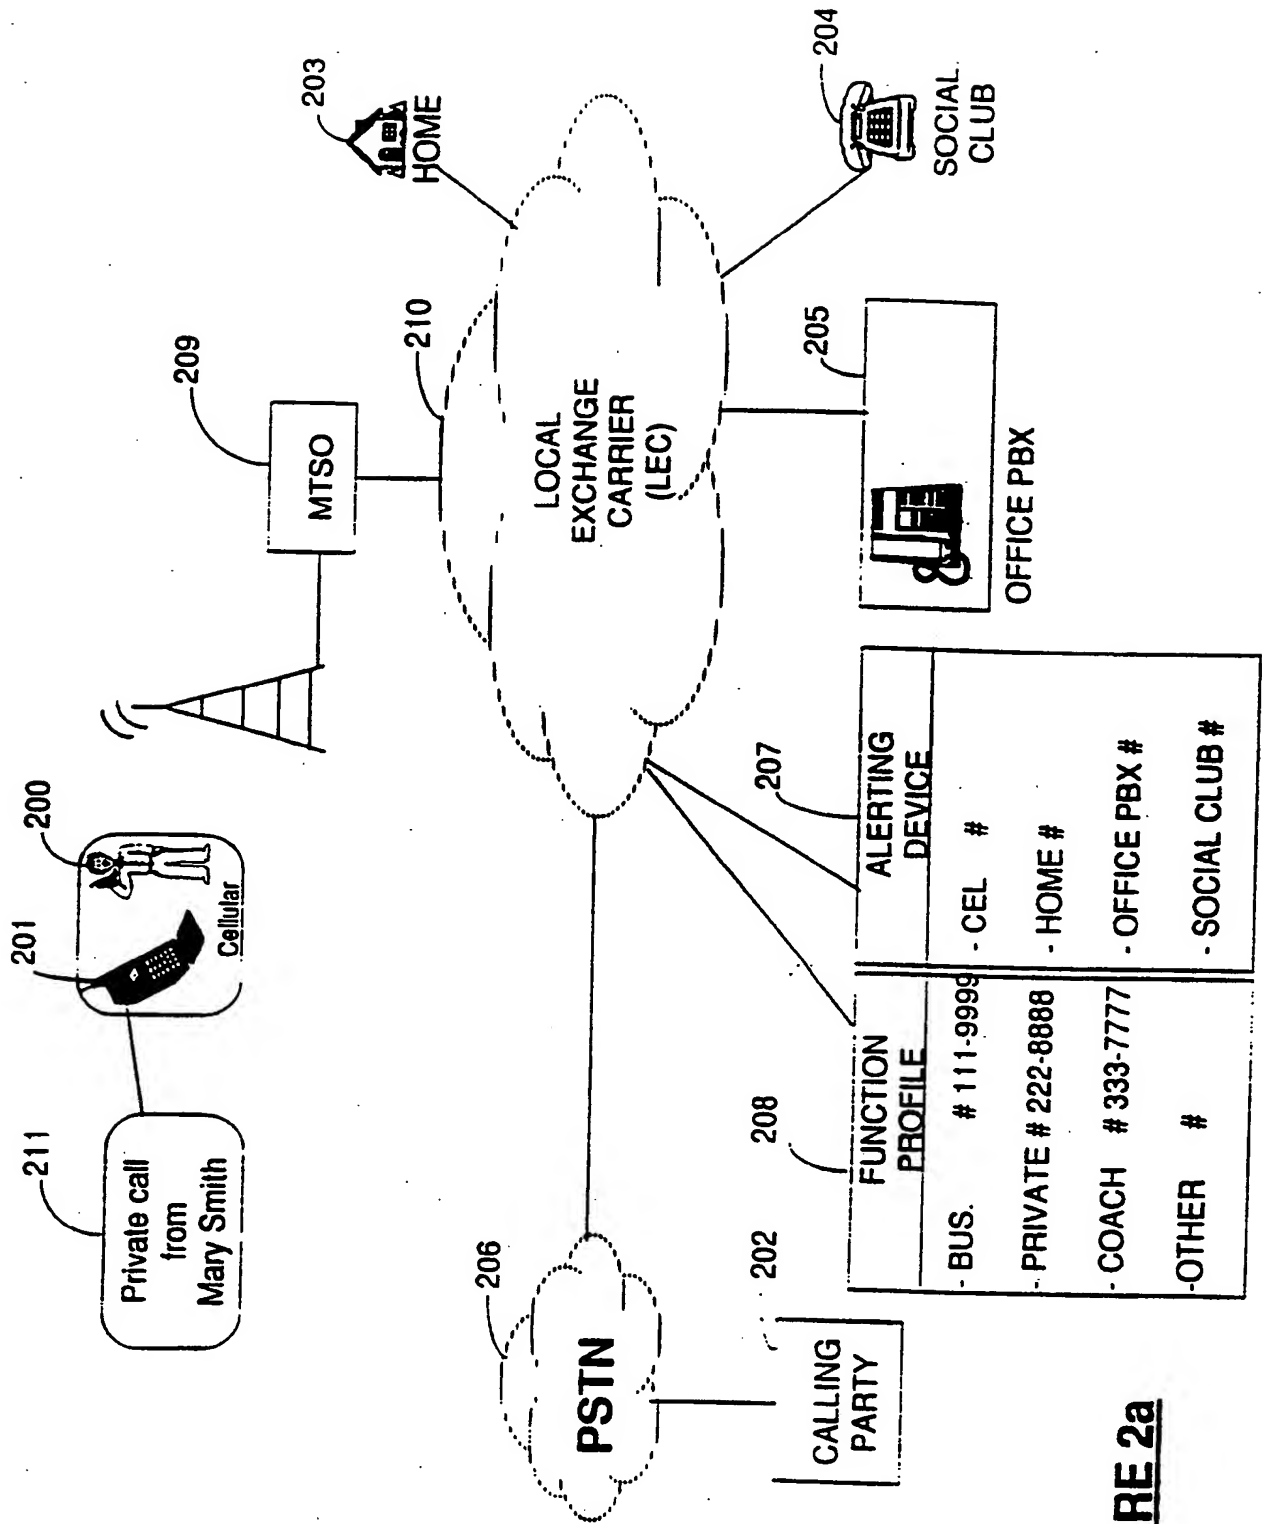 211
Private call
from
Mary Smith
201
200
Cellular
209
MTSO
203
HOME
210
LOCAL
EXCHANGE
CARRIER
(LEC)
206
PSTN
202
CALLING
PARTY
208
FUNCTION
PROFILE
- BUS. # 111-9999
- PRIVATE # 222-8888
- COACH # 333-7777
-OTHER #
207
ALERTING
DEVICE
- CEL #
- HOME #
- OFFICE PBX #
- SOCIAL CLUB #
205
OFFICE PBX
204
SOCIAL
CLUB
RE 2a